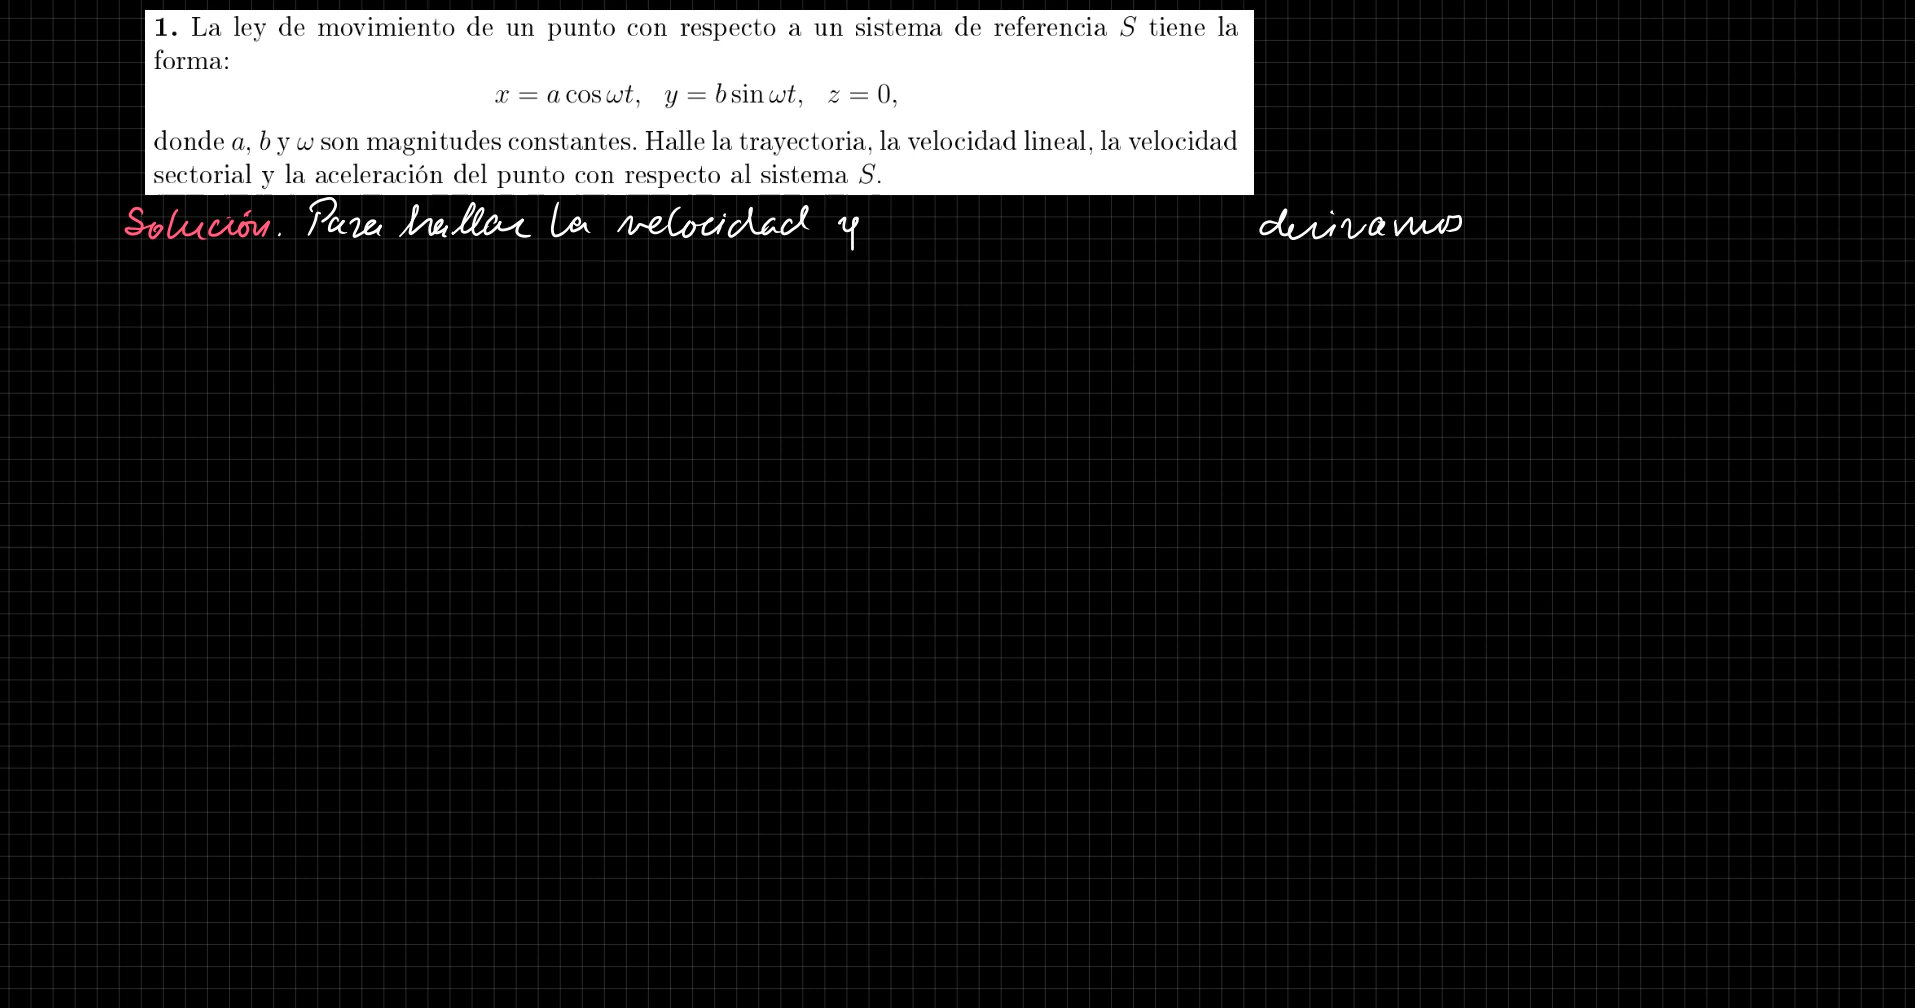 1. La ley de movimiento de un punto con respecto a un sistema de referencia S tiene la
forma:
x = a cos ωt, y = b sin ωt, z = 0,
donde a, b y ω son magnitudes constantes. Halle la trayectoria, la velocidad lineal, la velocidad
sectorial y la aceleración del punto con respecto al sistema S.
Solución. Para hallar la velocidad y derivamos